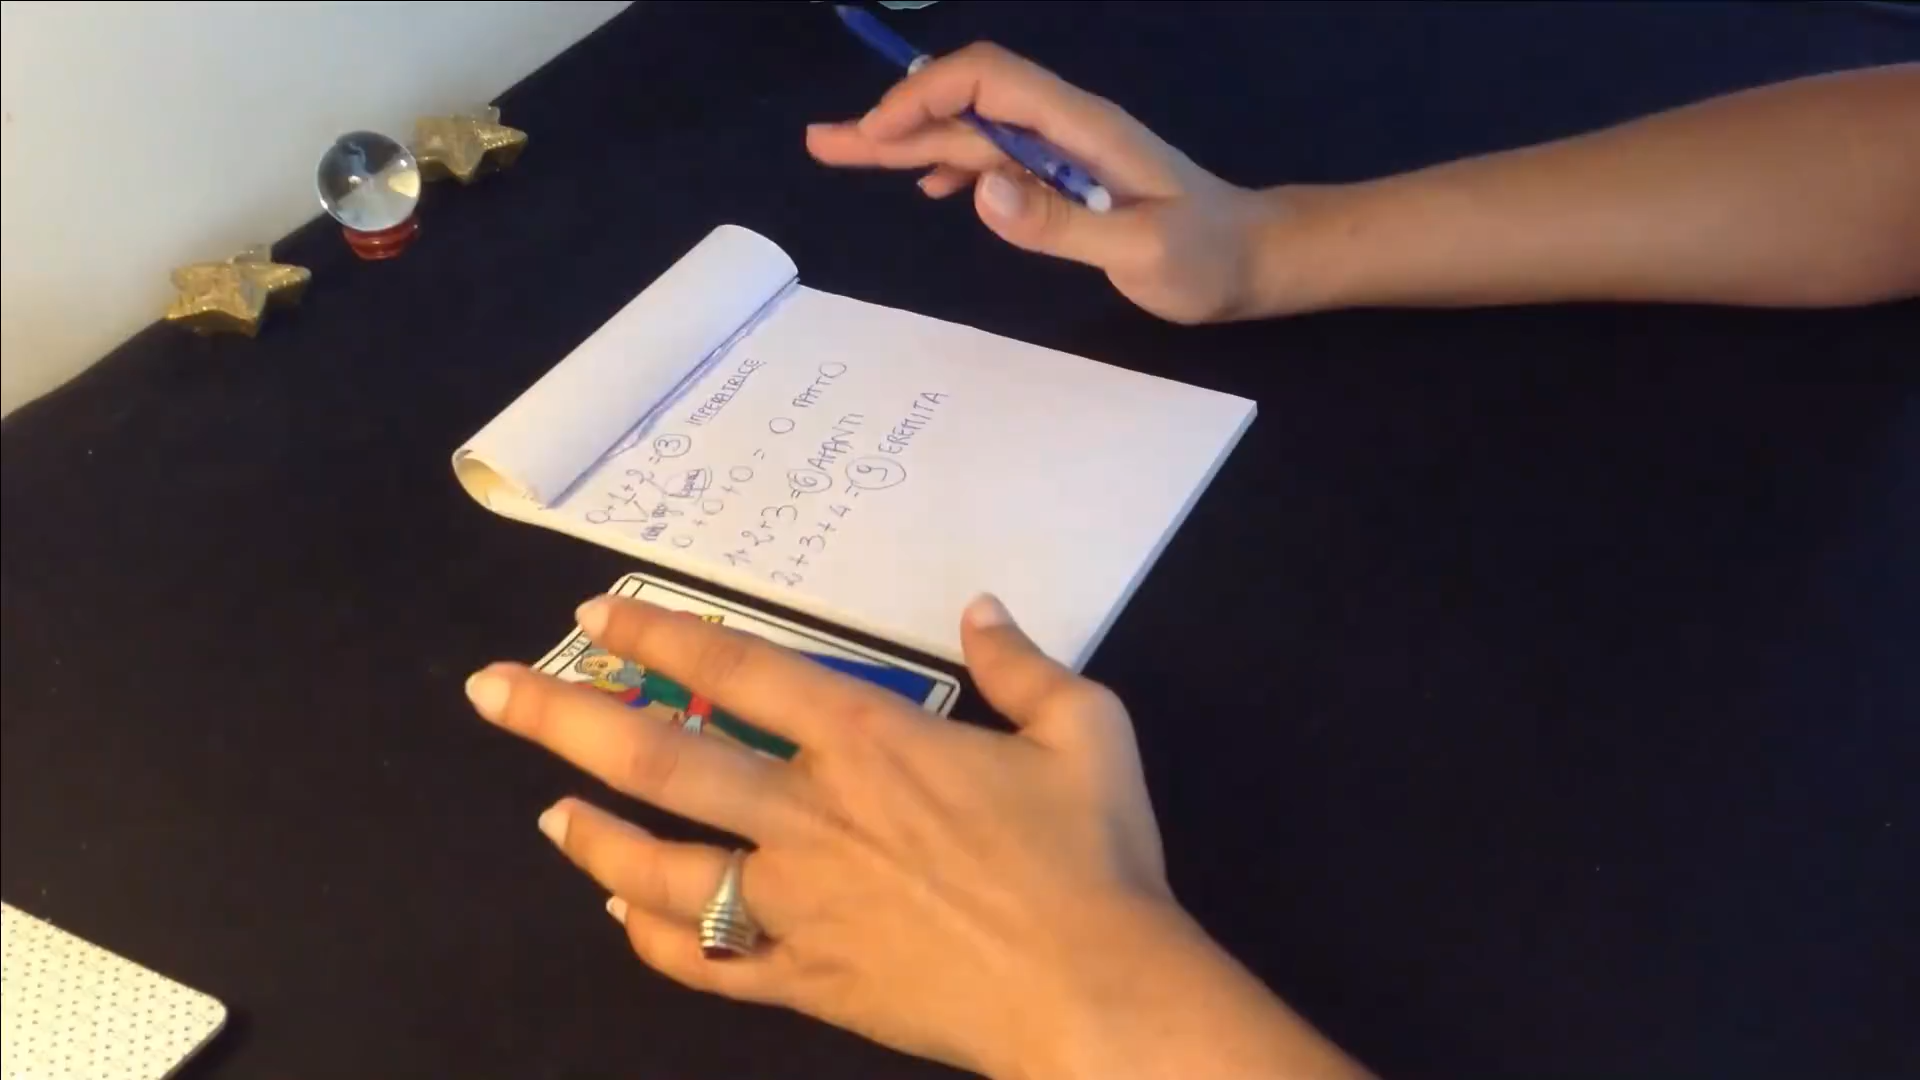 0+1+2=3 IMPERATRICE
0+0+0= 0 MATTO
1+2+3=6 AMANTI
2+3+4=9 EREMITA